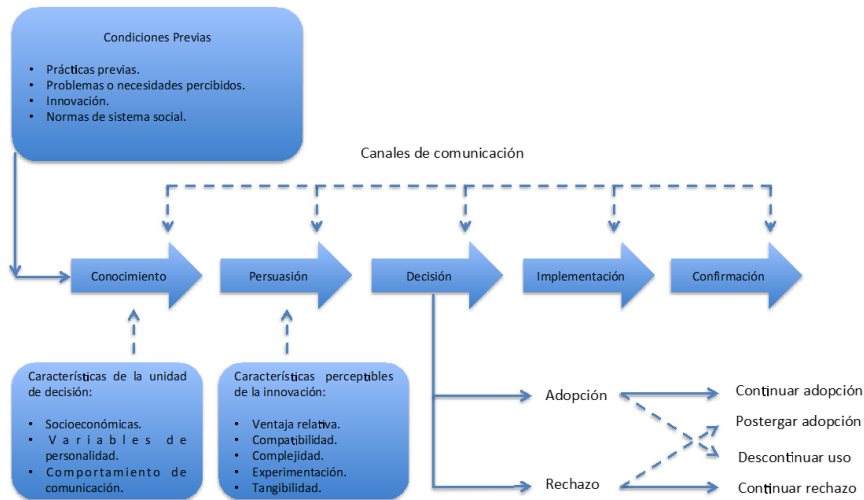 Condiciones Previas
• Prácticas previas.
• Problemas o necesidades percibidos.
• Innovación.
• Normas de sistema social.
Canales de comunicación
Conocimiento
Persuasión
Decisión
Implementación
Confirmación
Características de la unidad
de decisión:
• Socioeconómicas.
• Variables de
personalidad.
• Comportamiento de
comunicación.
Características perceptibles
de la innovación:
• Ventaja relativa.
• Compatibilidad.
• Complejidad.
• Experimentación.
• Tangibilidad.
Adopción
Rechazo
Continuar adopción
Postergar adopción
Descontinuar uso
Continuar rechazo